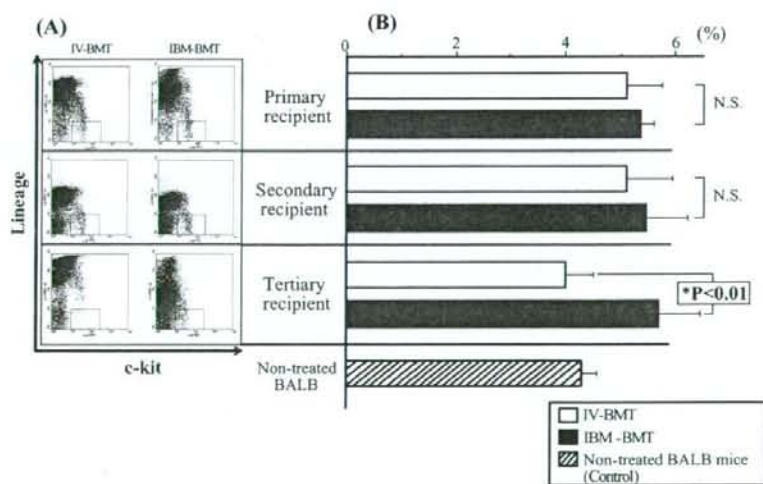 (A)
(B)
IV-BMT
IBM-BMT
0
2
4
6
(%)
Lineage
c-kit
Primary
recipient
N.S.
Secondary
recipient
N.S.
Tertiary
recipient
*P<0.01
Non-treated
BALB
IV-BMT
IBM -BMT
Non-treated BALB mice
(Control)